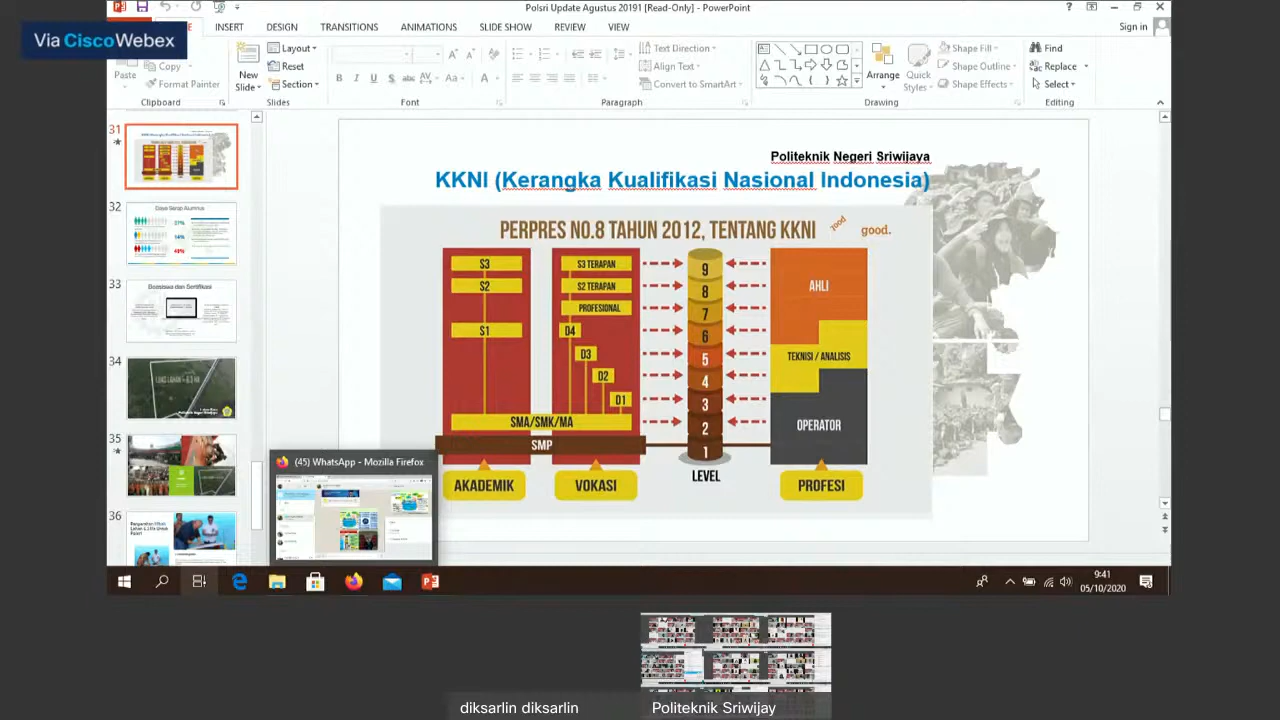 Polsri Update Agustus 20191 [Read-Only] - PowerPoint
Via Cisco Webex
INSERT DESIGN TRANSITIONS ANIMATIONS SLIDE SHOW REVIEW VIEW Sign in
Paste
Copy
Format Painter
Clipboard
New
Slide
Layout
Reset
Section
Slides
Font
Text Direction
Align Text
Convert to SmartArt
Paragraph
Arrange
Quick
Styles
Shape Fill
Shape Outline
Shape Effects
Drawing
Find
Replace
Select
Editing
31
32
33
34
35
36
Politeknik Negeri Sriwijaya
KKNI (Kerangka Kualifikasi Nasional Indonesia)
PERPRES NO.8 TAHUN 2012, TENTANG KKNI
good.
S3 S3 TERAPAN 9
S2 S2 TERAPAN 8 AHLI
PROFESIONAL 7
S1 D4 6
D3 5 TEKNISI / ANALISIS
D2 4
D1 3
SMA/SMK/MA 2 OPERATOR
SMP 1
LEVEL
AKADEMIK VOKASI PROFESI
(45) WhatsApp - Mozilla Firefox
9:41
05/10/2020
diksarlin diksarlin
Politeknik Sriwijay